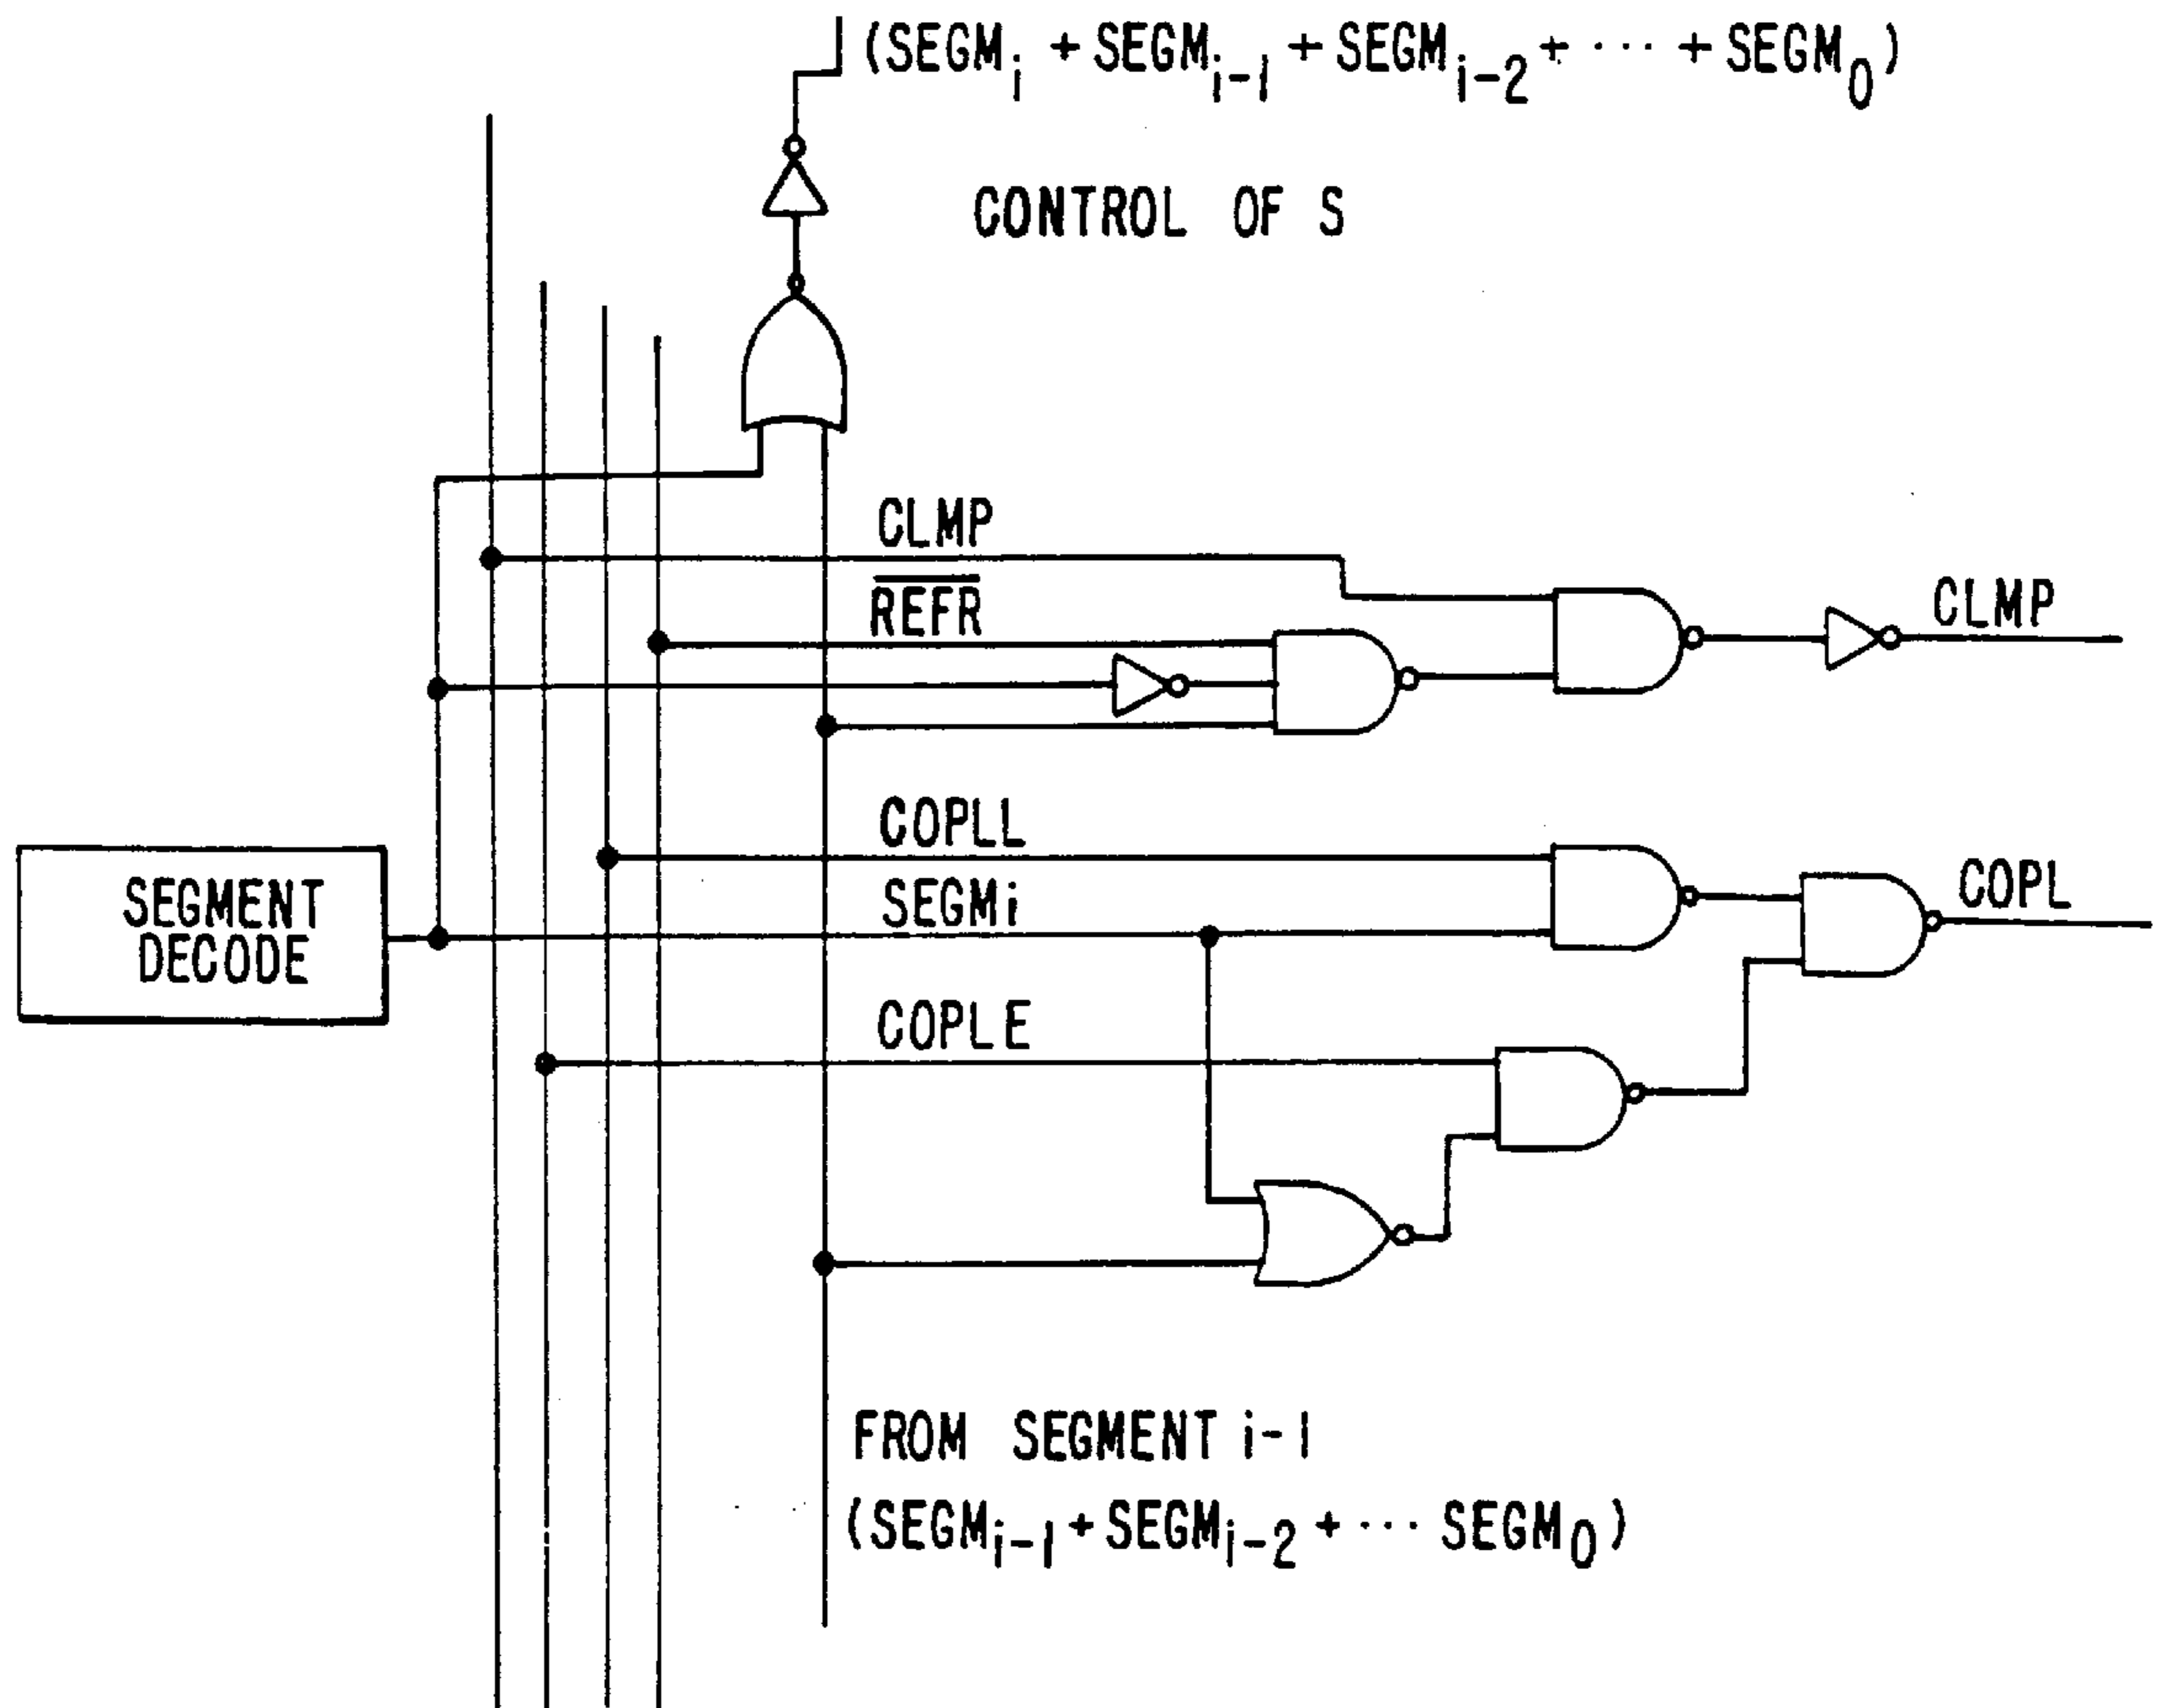 (SEGMi + SEGMi-1 + SEGMi-2 + ··· + SEGM0)
CONTROL OF S
CLMP
R̅E̅F̅R̅
CLMP
COPLL
SEGMi
COPL
SEGMENT
DECODE
COPLE
FROM SEGMENT i-1
(SEGMi-1 + SEGMi-2 + ··· SEGM0)